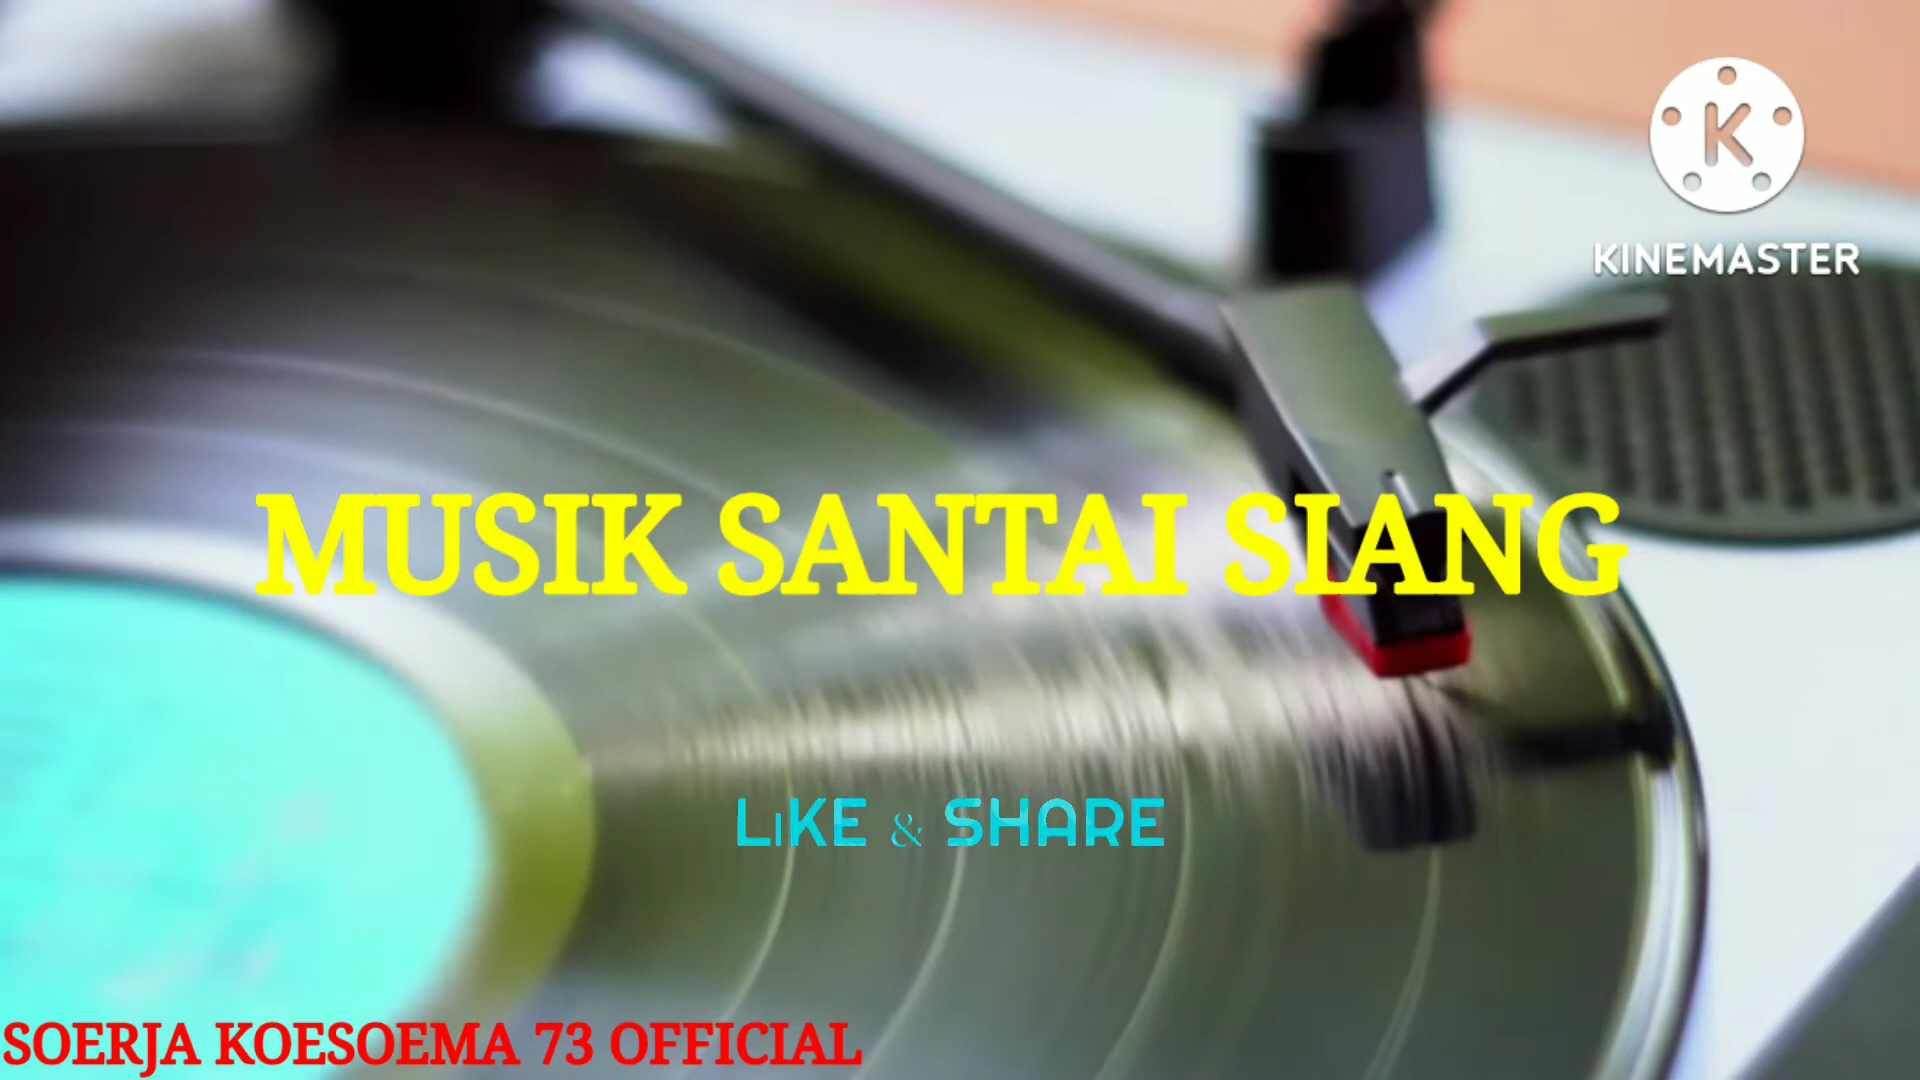 K
KINEMASTER
MUSIK SANTAI SIANG
LiKE & SHARE
SOERJA KOESOEMA 73 OFFICIAL